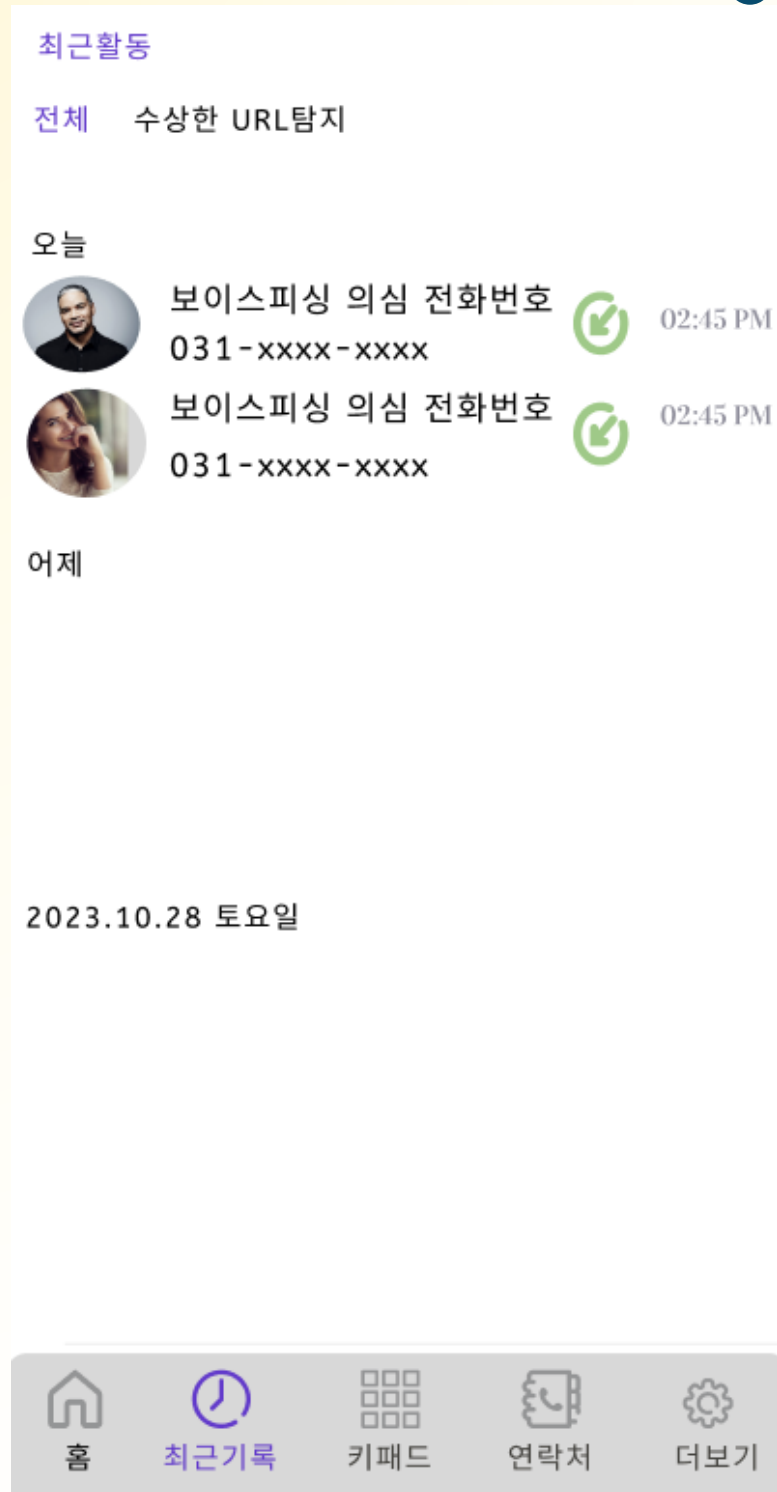 최근활동
전체 수상한 URL탐지
오늘
보이스피싱 의심 전화번호
02:45 PM
031-xxxx-xxxx
보이스피싱 의심 전화번호
02:45 PM
031-xxxx-xxxx
어제
2023.10.28 토요일
홈 최근기록 키패드 연락처 더보기